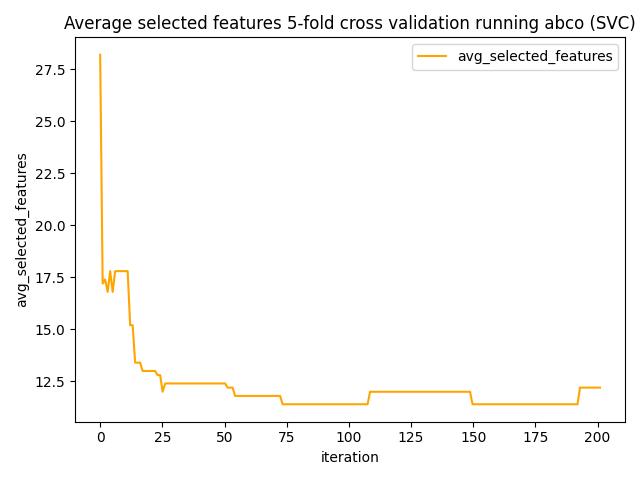 Average selected features 5-fold cross validation running abco (SVC)
avg_selected_features
27.5
25.0
22.5
20.0
17.5
15.0
12.5
avg_selected_features
0 25 50 75 100 125 150 175 200
iteration